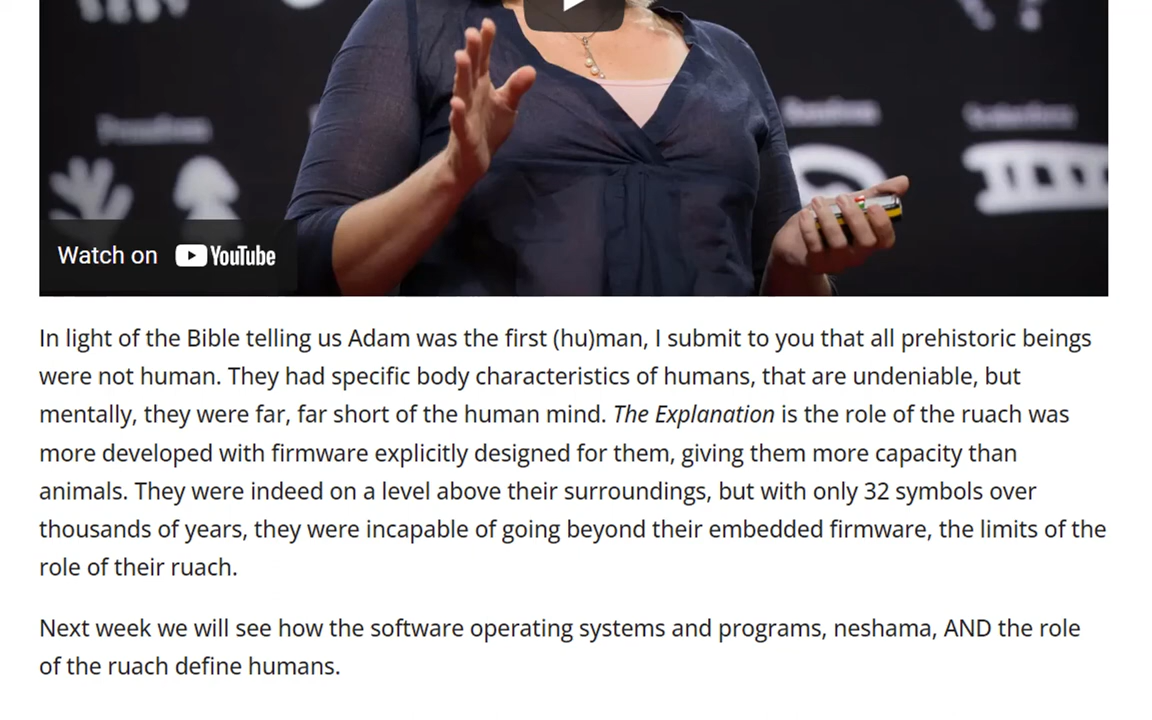 Watch on YouTube
In light of the Bible telling us Adam was the first (hu)man, I submit to you that all prehistoric beings
were not human. They had specific body characteristics of humans, that are undeniable, but
mentally, they were far, far short of the human mind. The Explanation is the role of the ruach was
more developed with firmware explicitly designed for them, giving them more capacity than
animals. They were indeed on a level above their surroundings, but with only 32 symbols over
thousands of years, they were incapable of going beyond their embedded firmware, the limits of the
role of their ruach.
Next week we will see how the software operating systems and programs, neshama, AND the role
of the ruach define humans.